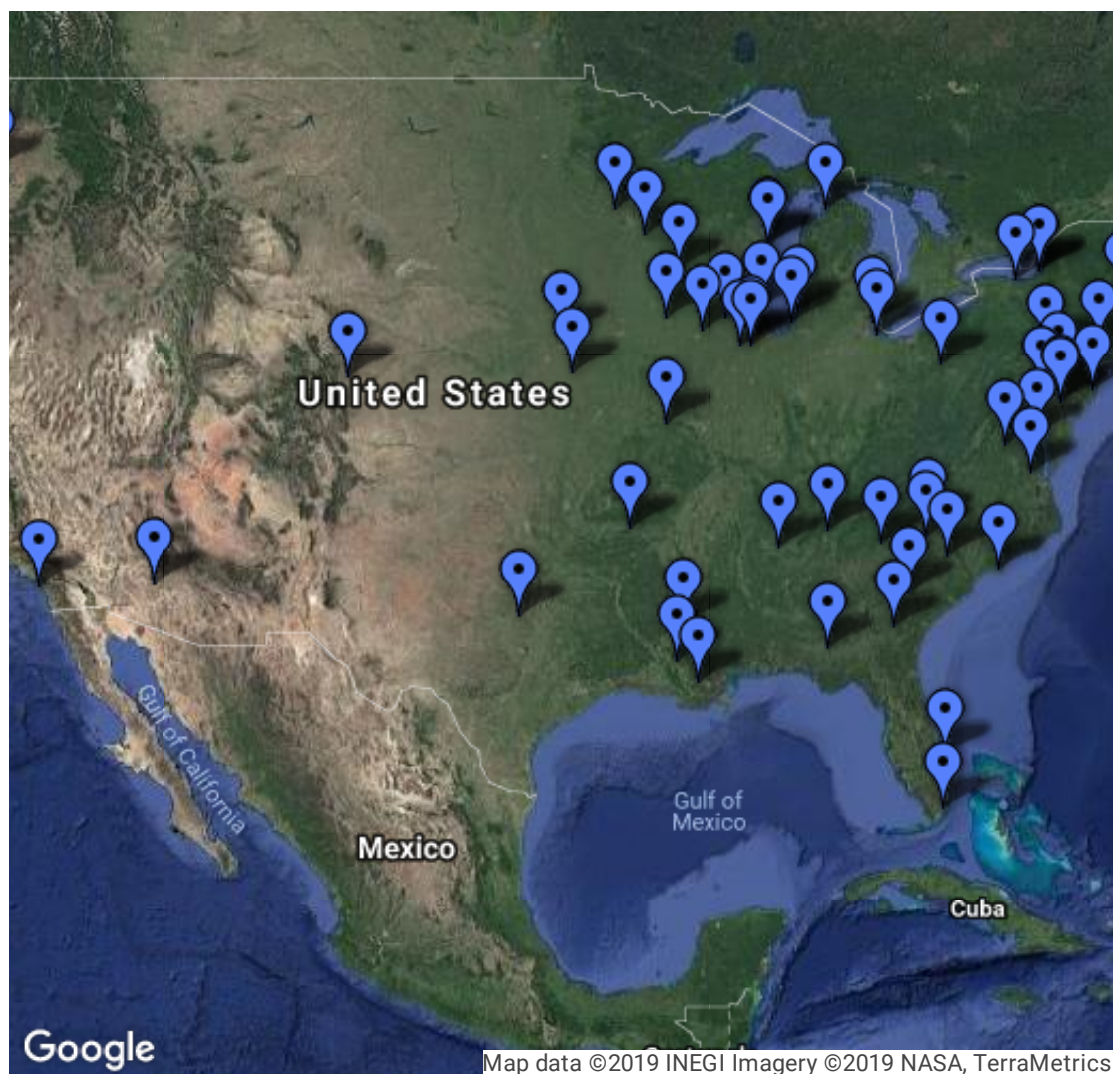 United States
Gulf of California
Gulf of
Mexico
Mexico
Cuba
Google
Map data ©2019 INEGI Imagery ©2019 NASA, TerraMetrics